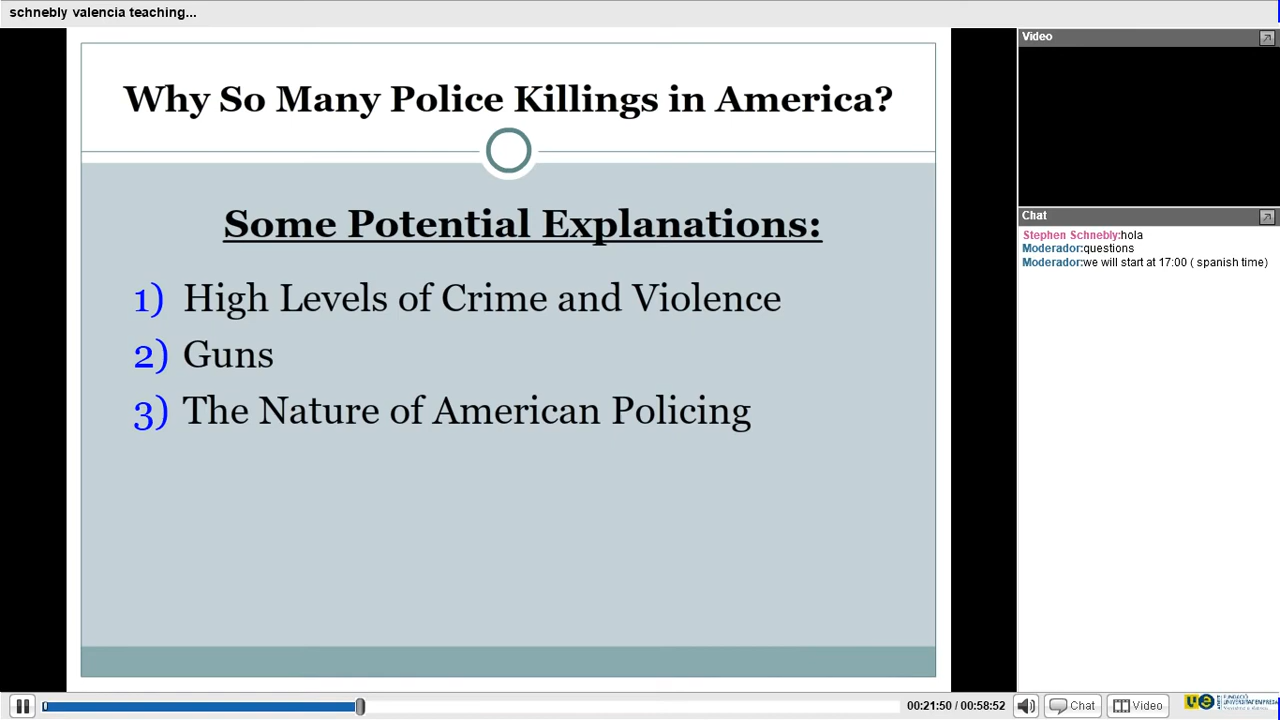 schnebly valencia teaching...
Why So Many Police Killings in America?
Some Potential Explanations:
1) High Levels of Crime and Violence
2) Guns
3) The Nature of American Policing
Video
Chat
Stephen Schnebly:hola
Moderador:questions
Moderador:we will start at 17:00 ( spanish time)
00:21:50 / 00:58:52
Chat
Video